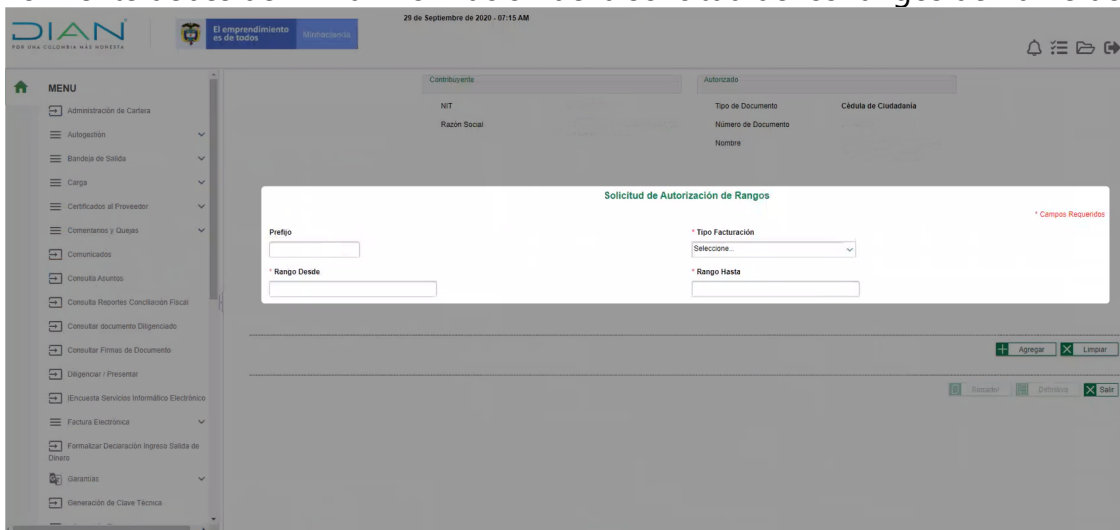 29 de Septiembre de 2020 - 07:15 AM
DIAN
POR UNA COLOMBIA MÁS HONESTA
El emprendimiento
es de todos
Minhacienda
MENU
Administración de Cartera
Autogestión
Bandeja de Salida
Carga
Certificados al Proveedor
Comentarios y Quejas
Comunicados
Consulta Asuntos
Consulta Reportes Conciliación Fiscal
Consultar documento Diligenciado
Consultar Firmas de Documento
Diligenciar / Presentar
IEncuesta Servicios Informático Electrónico
Factura Electrónica
Formalizar Declaración Ingreso Salida de
Dinero
Garantías
Generación de Clave Técnica
Contribuyente
NIT
Razón Social
Autorizado
Tipo de Documento Cédula de Ciudadanía
Número de Documento
Nombre
Solicitud de Autorización de Rangos
* Campos Requeridos
Prefijo
* Tipo Facturación
Seleccione...
* Rango Desde
* Rango Hasta
Agregar
Limpiar
Borrador
Definitiva
Salir